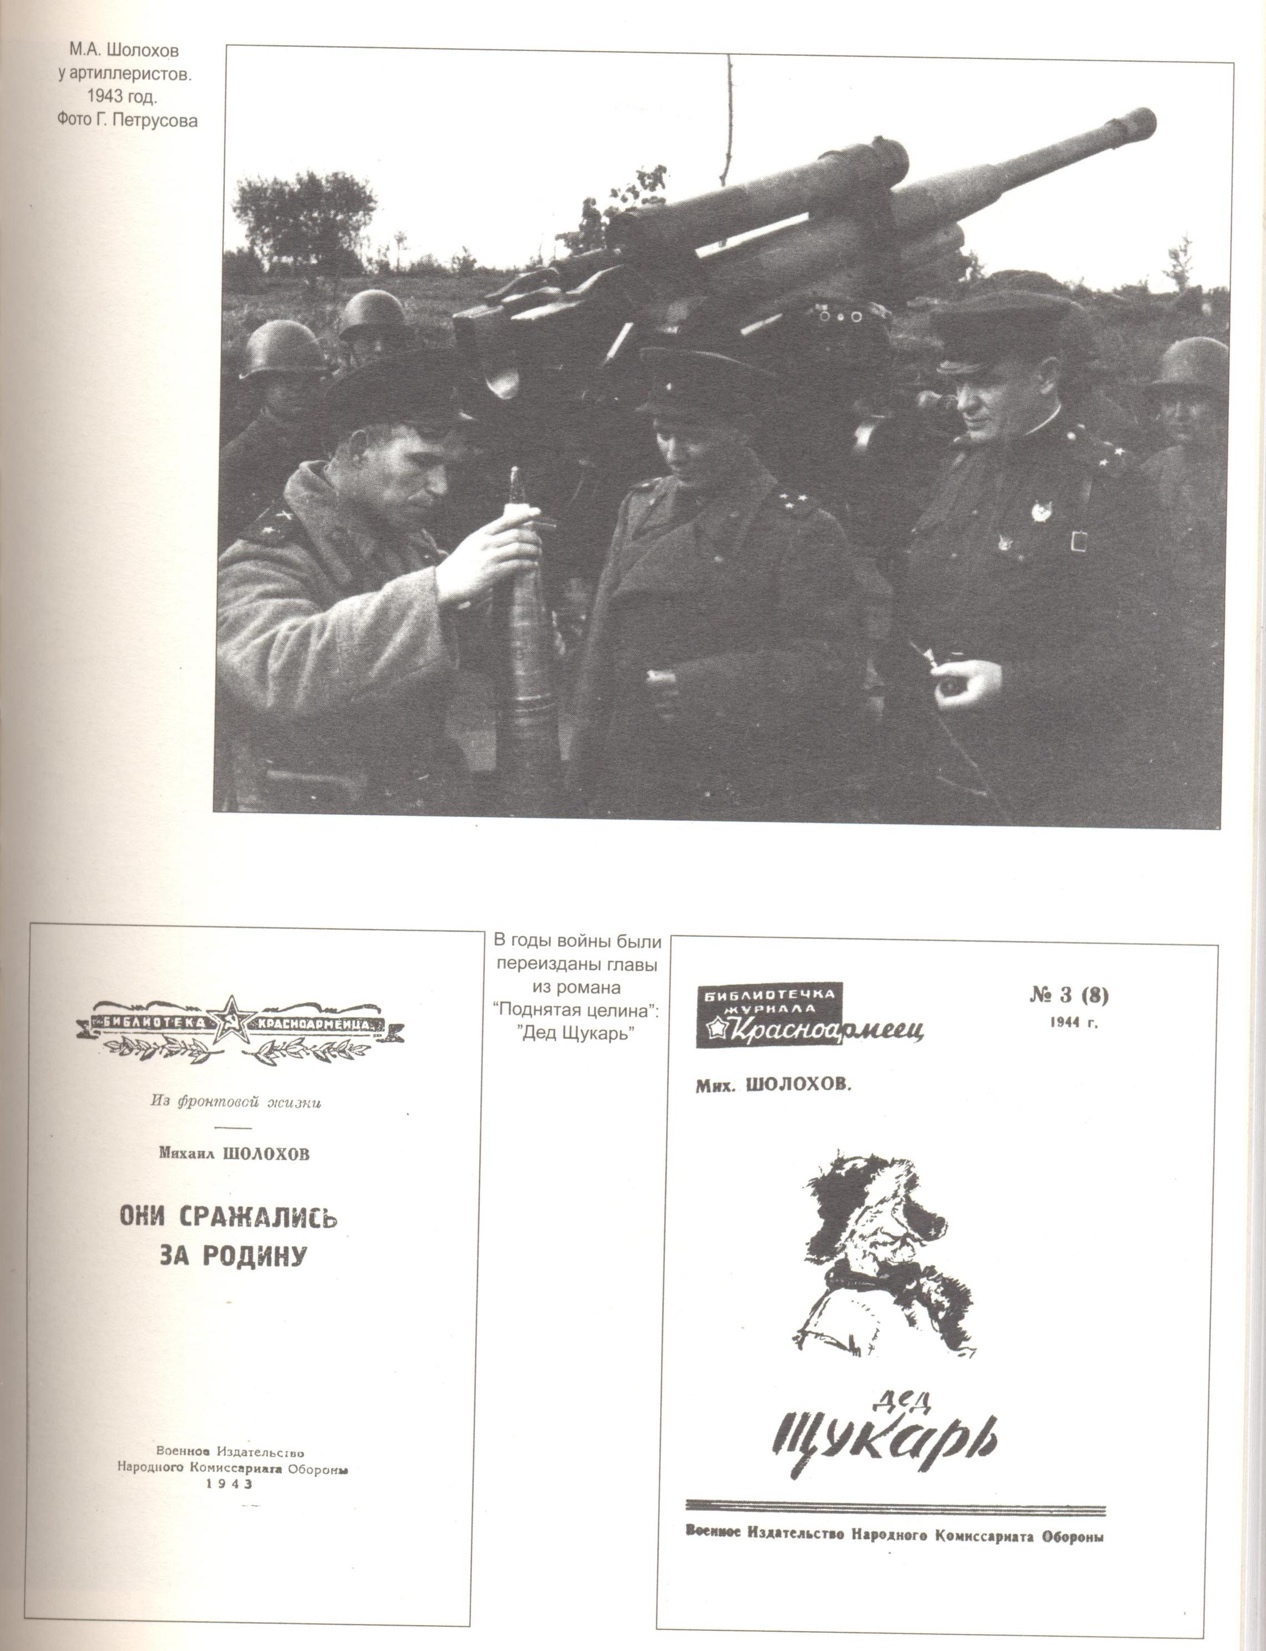 М.А. Шолохов
у артиллеристов.
1943 год.
Фото Г. Петрусова
БИБЛИОТЕКА КРАСНОАРМЕЙЦА
Из фронтовой жизни
Михаил ШОЛОХОВ
ОНИ СРАЖАЛИСЬ
ЗА РОДИНУ
Военное Издательство
Народного Комиссариата Обороны
1943
В годы войны были
переизданы главы
из романа
“Поднятая целина”:
”Дед Щукарь”
БИБЛИОТЕЧКА
ЖУРНАЛА
Красноармеец
№ 3 (8)
1944 г.
Мих. ШОЛОХОВ.
дед
Щукарь
Военное Издательство Народного Комиссариата Обороны